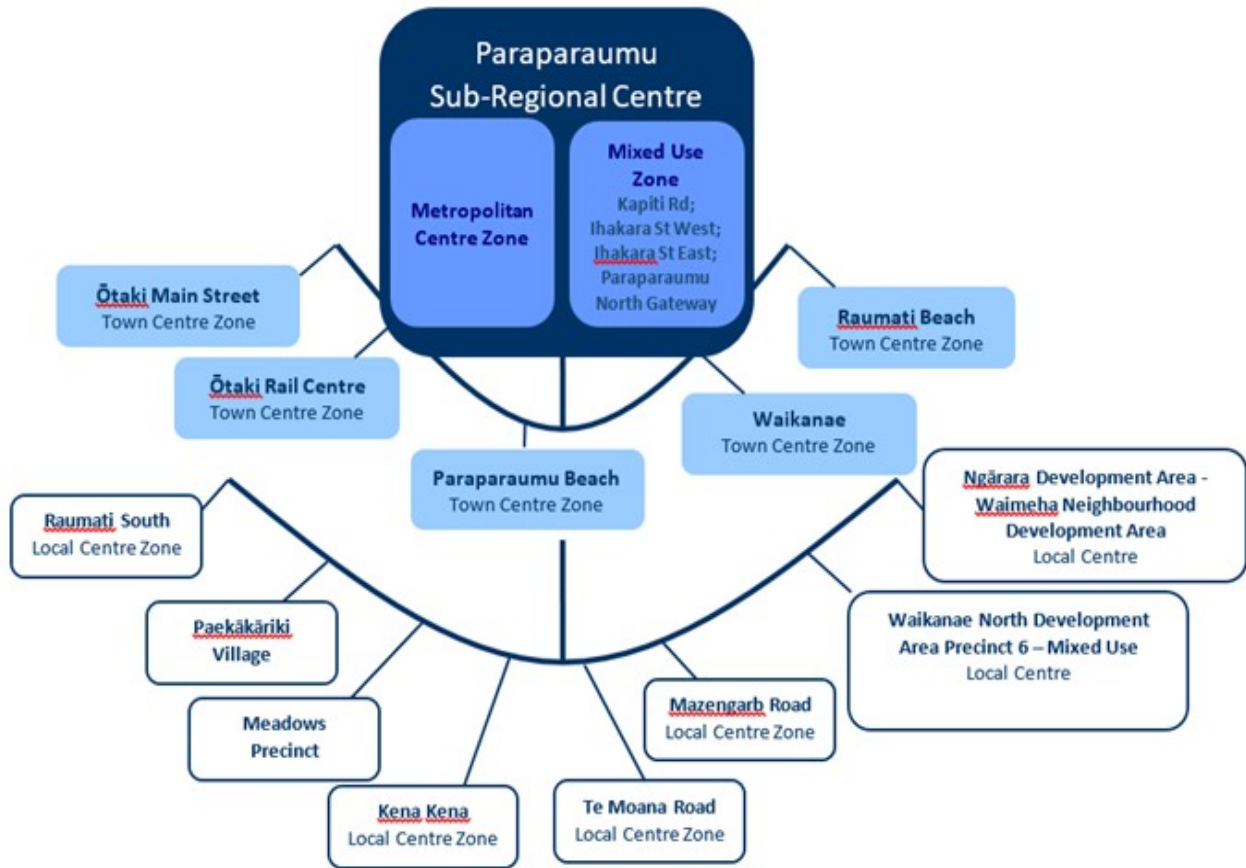 Paraparaumu
Sub-Regional Centre
Metropolitan
Centre Zone
Mixed Use
Zone
Kapiti Rd;
Ihakara St West;
Ihakara St East;
Paraparaumu
North Gateway
Ōtaki Main Street
Town Centre Zone
Ōtaki Rail Centre
Town Centre Zone
Paraparaumu Beach
Town Centre Zone
Waikanae
Town Centre Zone
Raumati Beach
Town Centre Zone
Raumati South
Local Centre Zone
Paekākāriki
Village
Meadows
Precinct
Kena Kena
Local Centre Zone
Te Moana Road
Local Centre Zone
Mazengarb Road
Local Centre Zone
Waikanae North Development
Area Precinct 6 – Mixed Use
Local Centre
Ngārara Development Area -
Waimeha Neighbourhood
Development Area
Local Centre